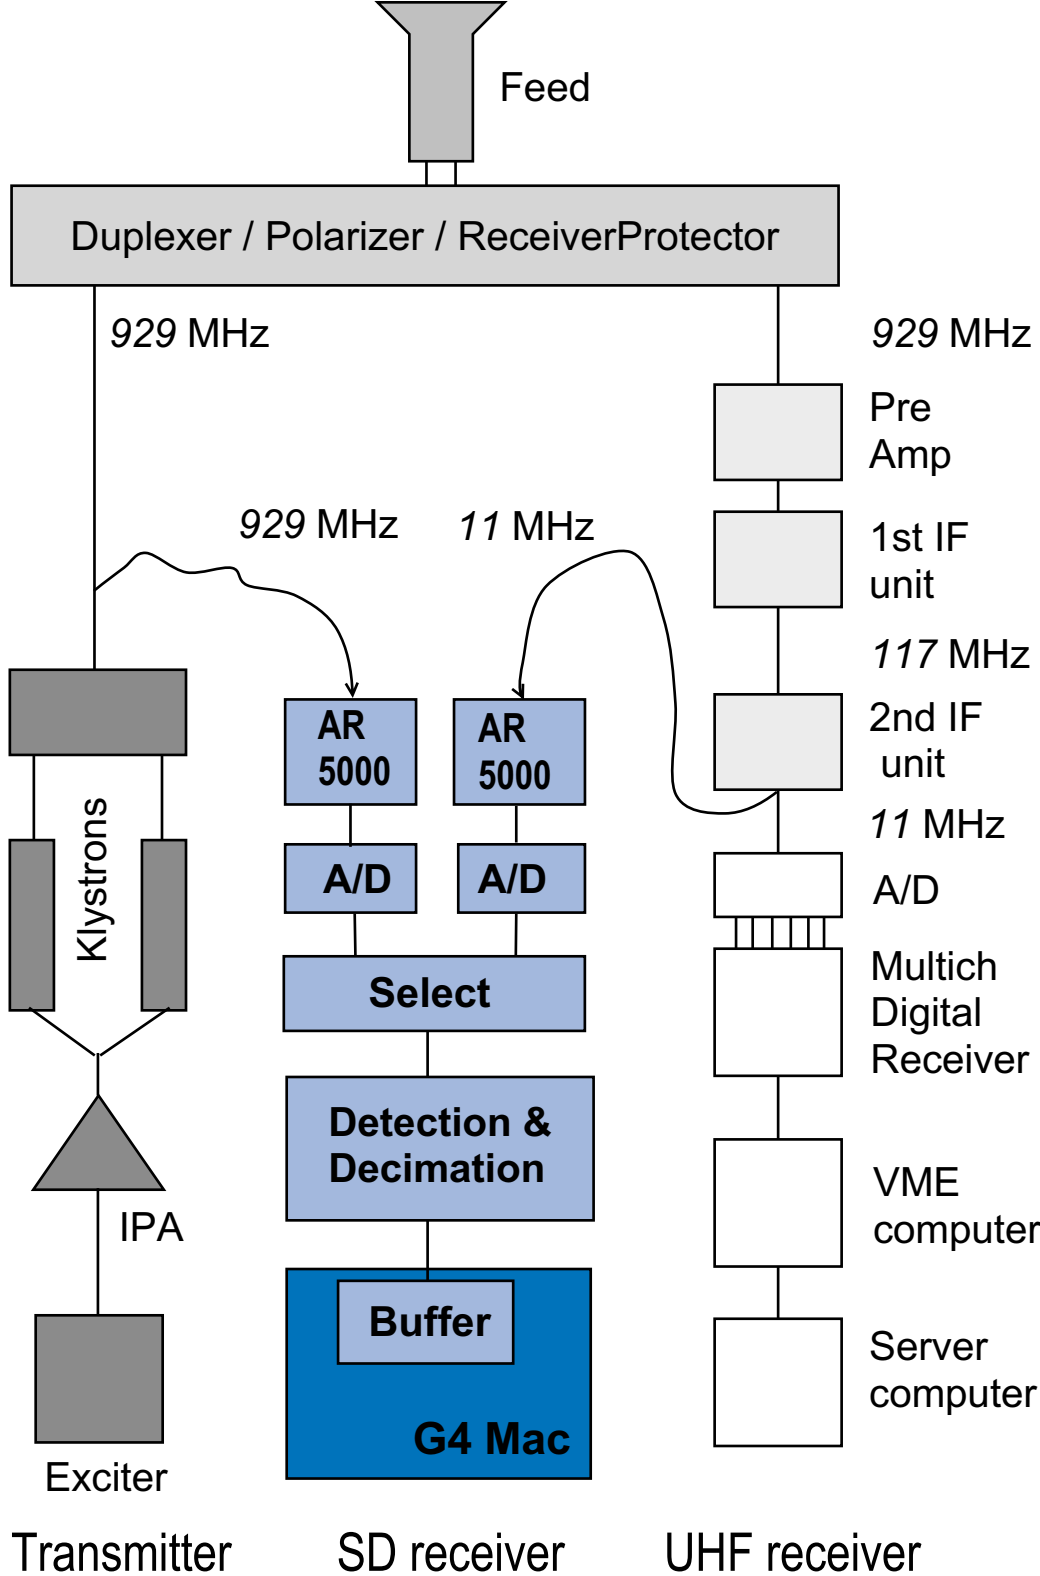 Feed
Duplexer / Polarizer / ReceiverProtector
929 MHz
929 MHz
Pre
Amp
929 MHz
11 MHz
1st IF
unit
117 MHz
AR
5000
AR
5000
2nd IF
unit
11 MHz
Klystrons
A/D
A/D
A/D
Select
Multich
Digital
Receiver
Detection &
Decimation
IPA
VME
computer
Buffer
G4 Mac
Server
computer
Exciter
Transmitter
SD receiver
UHF receiver